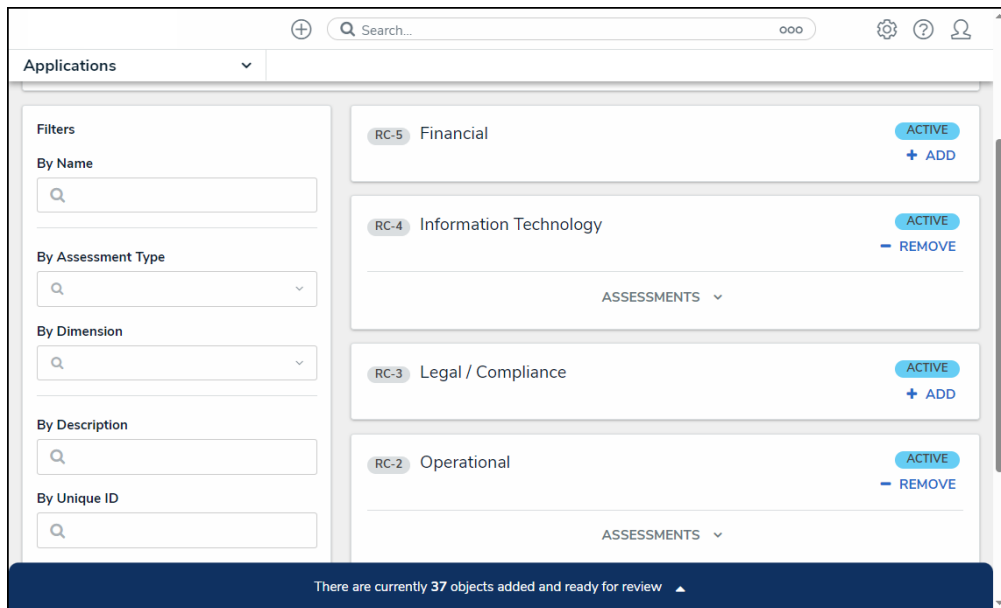 Search...
Applications
Filters
By Name
By Assessment Type
By Dimension
By Description
By Unique ID
RC-5 Financial
ACTIVE
+ ADD
RC-4 Information Technology
ACTIVE
− REMOVE
ASSESSMENTS
RC-3 Legal / Compliance
ACTIVE
+ ADD
RC-2 Operational
ACTIVE
− REMOVE
ASSESSMENTS
There are currently 37 objects added and ready for review